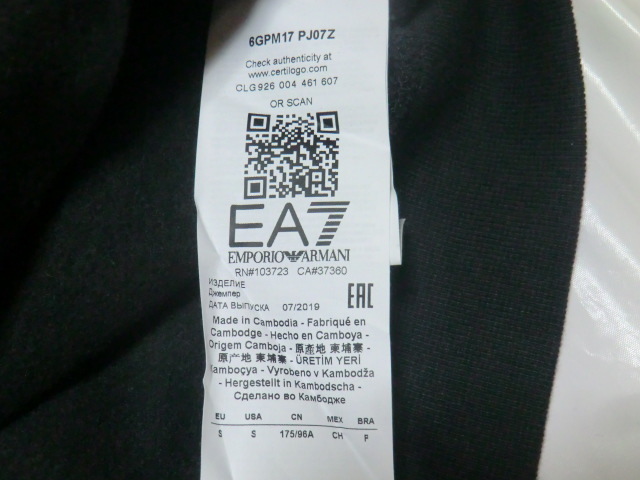 6GPM17 PJ07Z
Check authenticity at
www.certilogo.com
CLG 926 004 461 607
OR SCAN
EA7
EMPORIO ARMANI
RN#103723 CA#37360
ИЗДЕЛИЕ
Джемпер
ДАТА ВЫПУСКА 07/2019
EAC
Made in Cambodia - Fabriqué en
Cambodge - Hecho en Camboya -
Origem Camboja - 原產地 柬埔寨 -
原产地 柬埔寨 - ÜRETİM YERİ
Kamboçya - Vyrobeno v Kambodža
- Hergestellt in Kambodscha -
Сделано во Камбодже
EU USA CN MEX BRA
S S 175/96A CH P